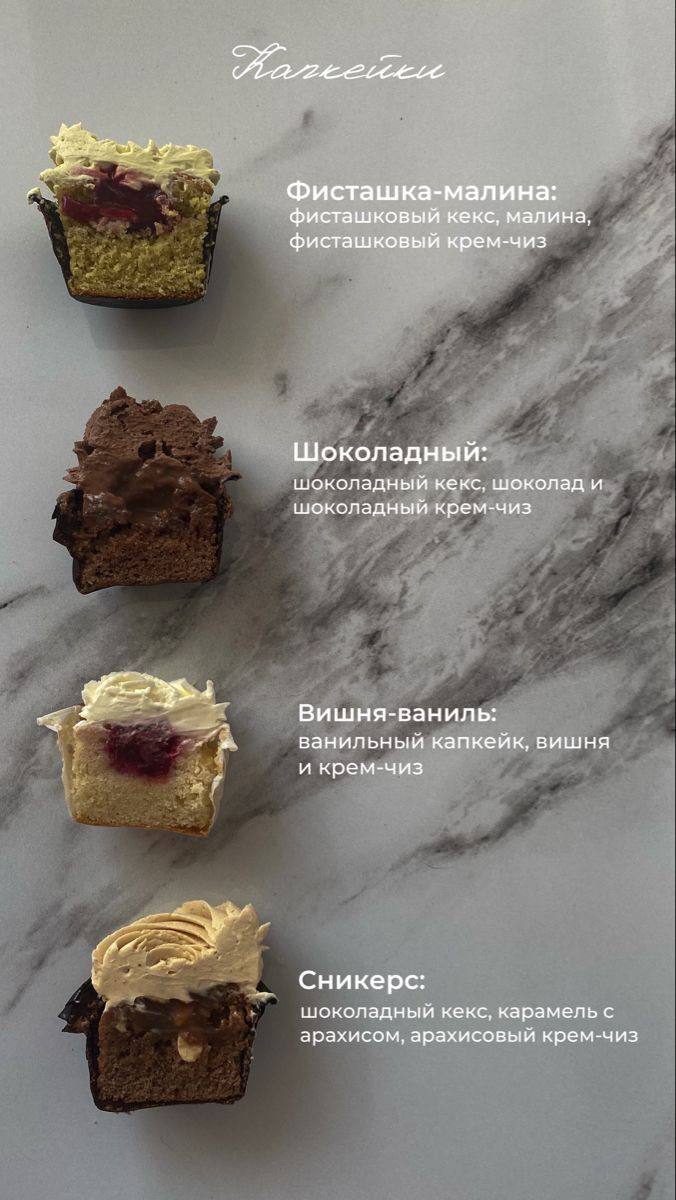 Капкейки
Фисташка-малина:
фисташковый кекс, малина,
фисташковый крем-чиз
Шоколадный:
шоколадный кекс, шоколад и
шоколадный крем-чиз
Вишня-ваниль:
ванильный капкейк, вишня
и крем-чиз
Сникерс:
шоколадный кекс, карамель с
арахисом, арахисовый крем-чиз